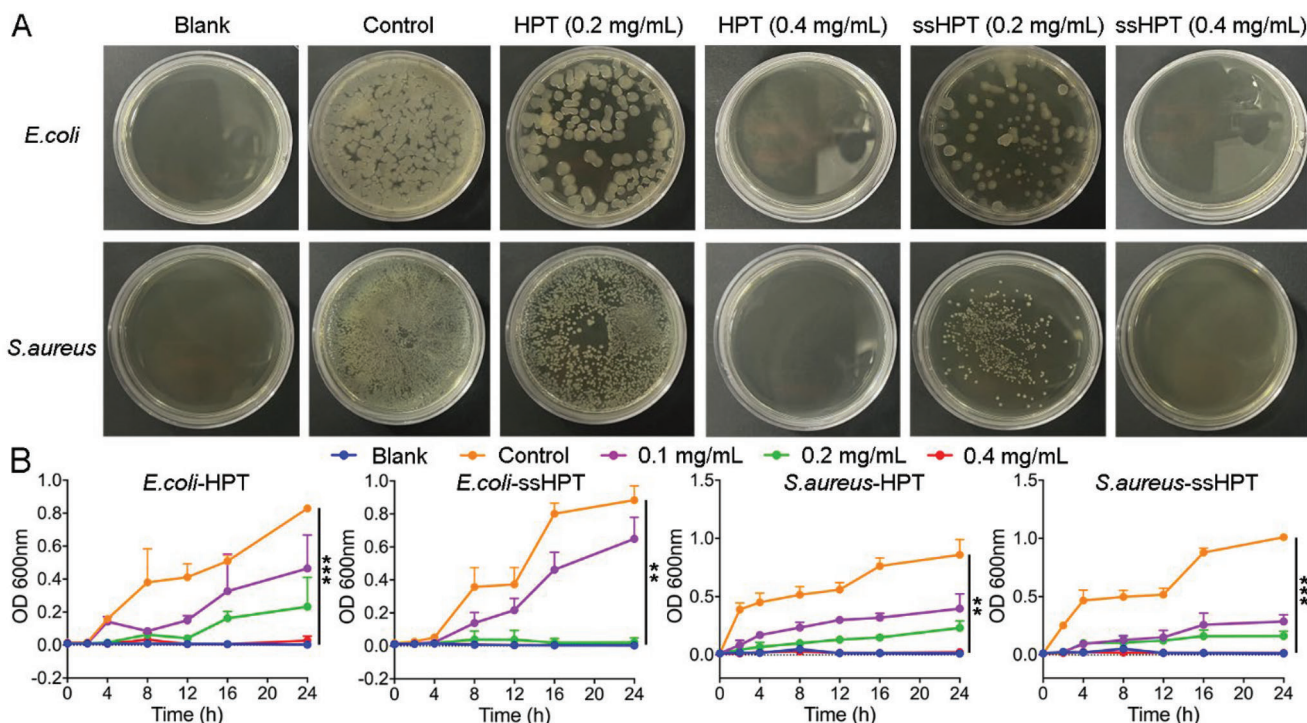 A
Blank Control HPT (0.2 mg/mL) HPT (0.4 mg/mL) ssHPT (0.2 mg/mL) ssHPT (0.4 mg/mL)
E.coli
S.aureus
B
Blank Control 0.1 mg/mL 0.2 mg/mL 0.4 mg/mL
E.coli-HPT
OD 600nm
1.0
0.8
0.6
0.4
0.2
0.0
-0.2
0 4 8 12 16 20 24
Time (h)
***
E.coli-ssHPT
OD 600nm
1.0
0.8
0.6
0.4
0.2
0.0
-0.2
0 4 8 12 16 20 24
Time (h)
**
S.aureus-HPT
OD 600nm
1.5
1.0
0.5
0.0
0 4 8 12 16 20 24
Time (h)
**
S.aureus-ssHPT
OD 600nm
1.5
1.0
0.5
0.0
0 4 8 12 16 20 24
Time (h)
***